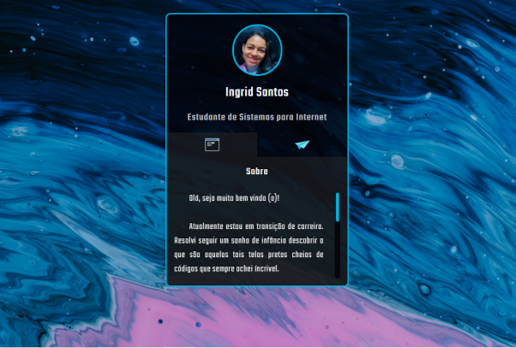 Ingrid Santos
Estudante de Sistemas para Internet
Sobre
Olá, seja muito bem vindo (a)!
Atualmente estou em transição de carreira.
Resolvi seguir um sonho de infância descobrir o
que são aquelas tais telas pretas cheias de
códigos que sempre achei incrível.